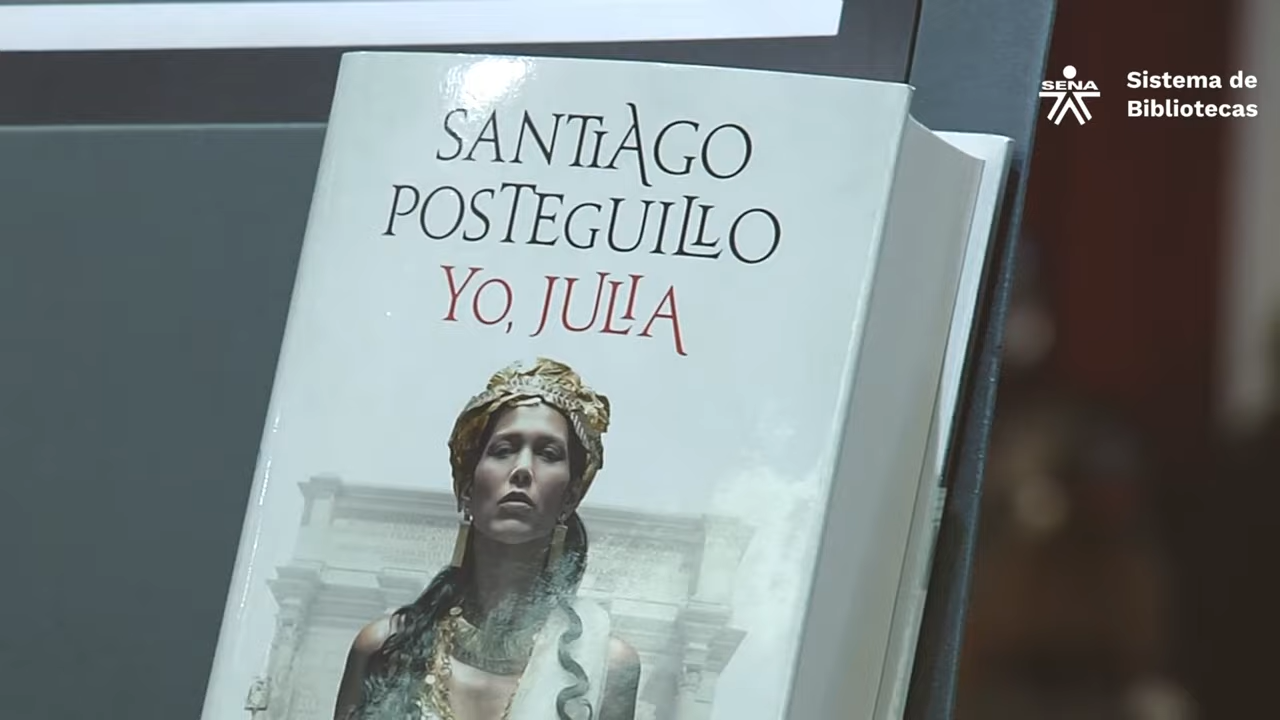 SANTIAGO
POSTEGUILLO
YO, JULIA
SENA
Sistema de
Bibliotecas